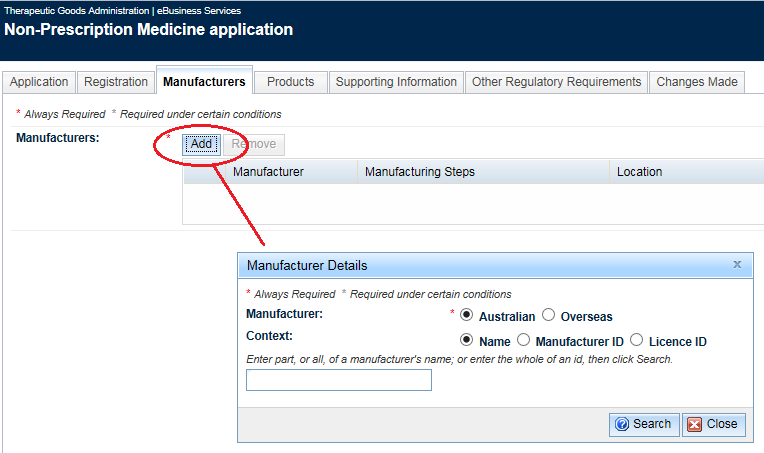 Therapeutic Goods Administration | eBusiness Services
Non-Prescription Medicine application
Application Registration Manufacturers Products Supporting Information Other Regulatory Requirements Changes Made
* Always Required * Required under certain conditions
Manufacturers: * Add Remove
Manufacturer Manufacturing Steps Location
Manufacturer Details x
* Always Required * Required under certain conditions
Manufacturer: * Australian Overseas
Context: Name Manufacturer ID Licence ID
Enter part, or all, of a manufacturer's name; or enter the whole of an id, then click Search.
Search Close